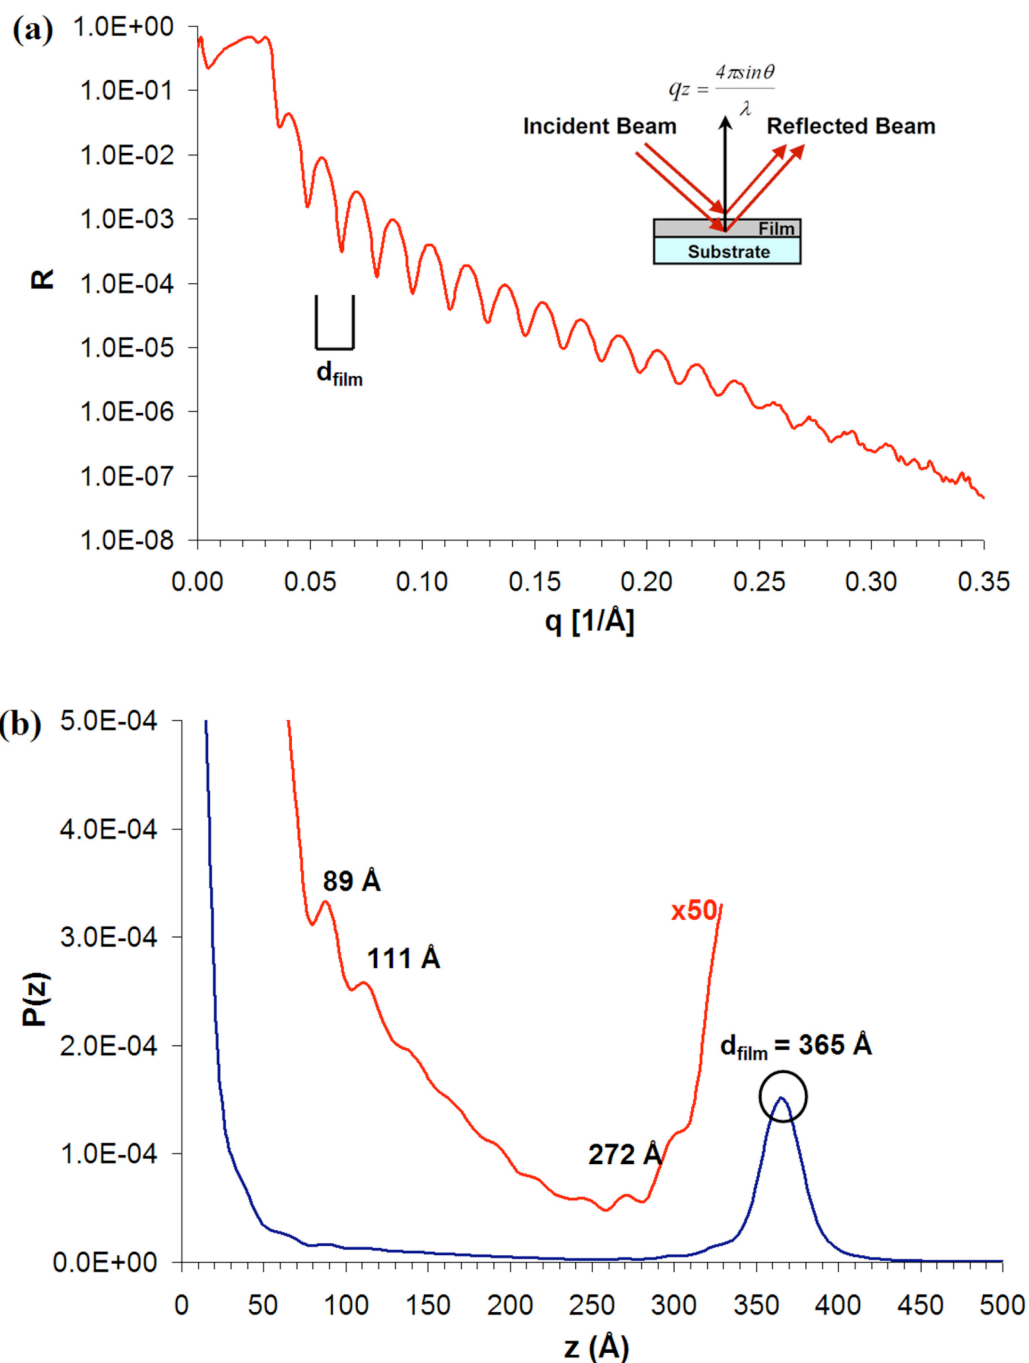 (a)
1.0E+00
1.0E-01
1.0E-02
1.0E-03
1.0E-04
1.0E-05
1.0E-06
1.0E-07
1.0E-08
R
qz = 4πsinθ / λ
Incident Beam
Reflected Beam
Film
Substrate
dfilm
0.00 0.05 0.10 0.15 0.20 0.25 0.30 0.35
q [1/Å]
(b)
5.0E-04
4.0E-04
3.0E-04
2.0E-04
1.0E-04
0.0E+00
P(z)
89 Å
111 Å
x50
dfilm = 365 Å
272 Å
0 50 100 150 200 250 300 350 400 450 500
z (Å)